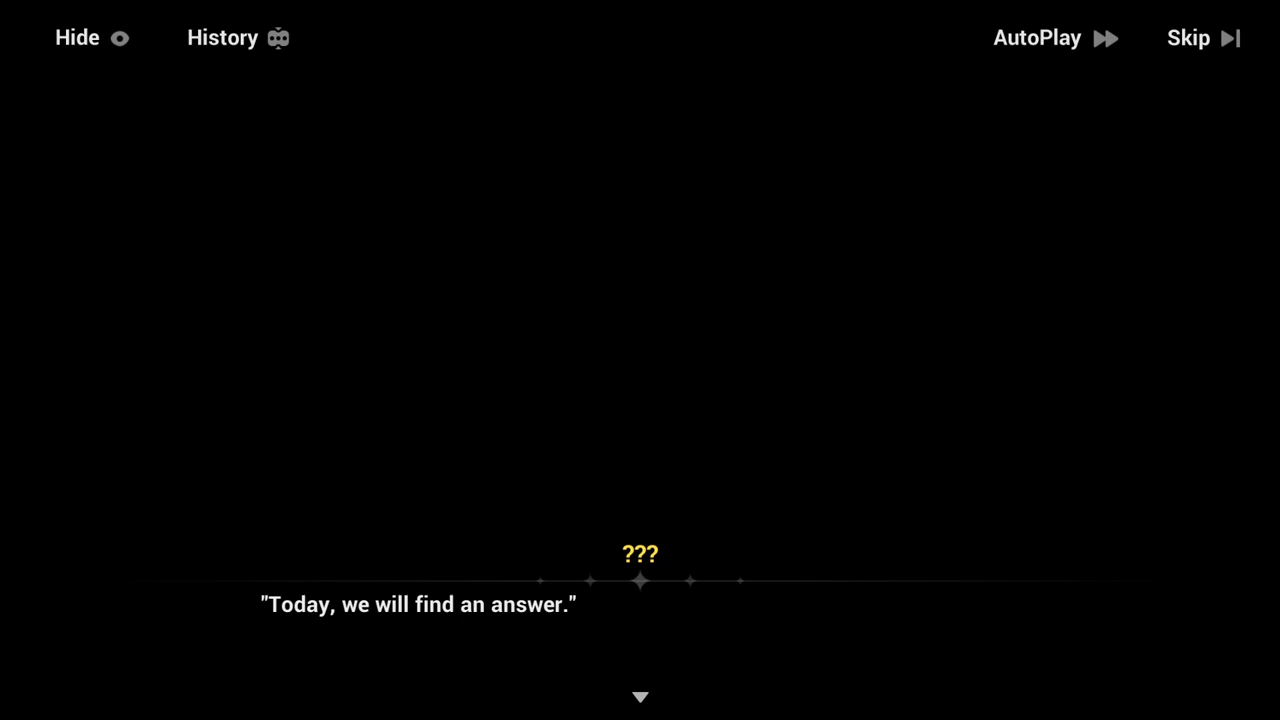 Hide
History
AutoPlay
Skip
???
"Today, we will find an answer."